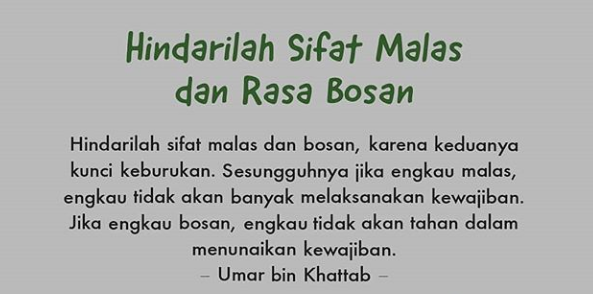 Hindarilah Sifat Malas
dan Rasa Bosan
Hindarilah sifat malas dan bosan, karena keduanya
kunci keburukan. Sesungguhnya jika engkau malas,
engkau tidak akan banyak melaksanakan kewajiban.
Jika engkau bosan, engkau tidak akan tahan dalam
menunaikan kewajiban.
– Umar bin Khattab –